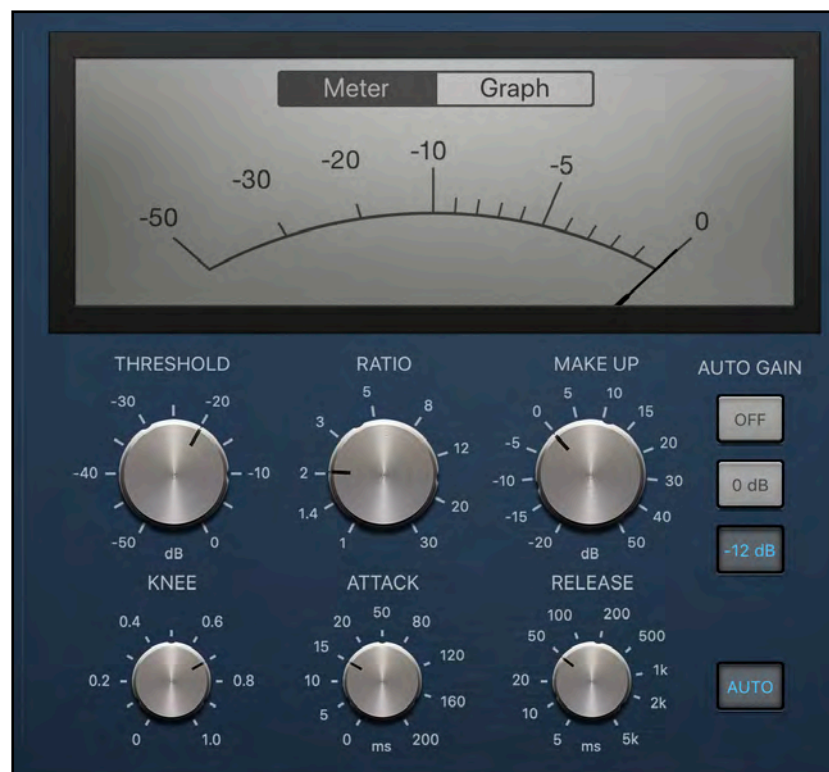 Meter Graph
-50 -30 -20 -10 -5 0
THRESHOLD
-50 -40 -30 -20 -10 0
dB
RATIO
1 1.4 2 3 5 8 12 20 30
MAKE UP
-20 -15 -10 -5 0 5 10 15 20 30 40 50
dB
AUTO GAIN
OFF
0 dB
-12 dB
KNEE
0 0.2 0.4 0.6 0.8 1.0
ATTACK
0 5 10 15 20 50 80 120 160 200
ms
RELEASE
5 10 20 50 100 200 500 1k 2k 5k
ms
AUTO